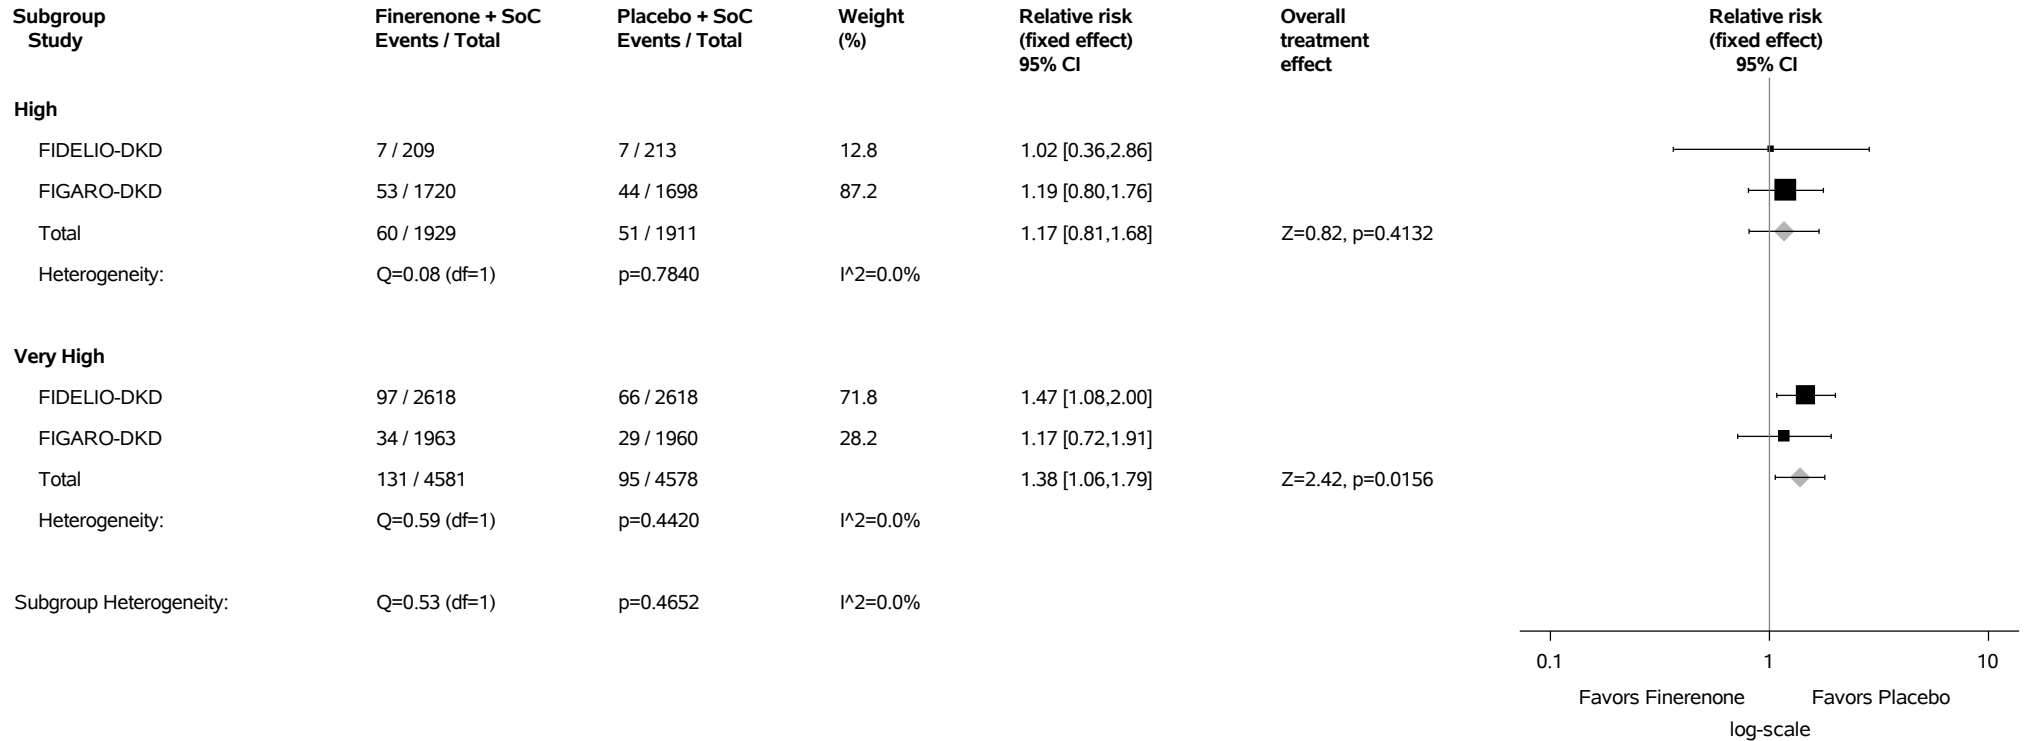 Subgroup Finerenone + SoC Placebo + SoC Weight Relative risk Overall Relative risk
Study Events / Total Events / Total (%) (fixed effect) treatment (fixed effect)
95% CI effect 95% CI
High
FIDELIO-DKD 7 / 209 7 / 213 12.8 1.02 [0.36,2.86]
FIGARO-DKD 53 / 1720 44 / 1698 87.2 1.19 [0.80,1.76]
Total 60 / 1929 51 / 1911 1.17 [0.81,1.68] Z=0.82, p=0.4132
Heterogeneity: Q=0.08 (df=1) p=0.7840 I^2=0.0%
Very High
FIDELIO-DKD 97 / 2618 66 / 2618 71.8 1.47 [1.08,2.00]
FIGARO-DKD 34 / 1963 29 / 1960 28.2 1.17 [0.72,1.91]
Total 131 / 4581 95 / 4578 1.38 [1.06,1.79] Z=2.42, p=0.0156
Heterogeneity: Q=0.59 (df=1) p=0.4420 I^2=0.0%
Subgroup Heterogeneity: Q=0.53 (df=1) p=0.4652 I^2=0.0%
0.1 1 10
Favors Finerenone Favors Placebo
log-scale